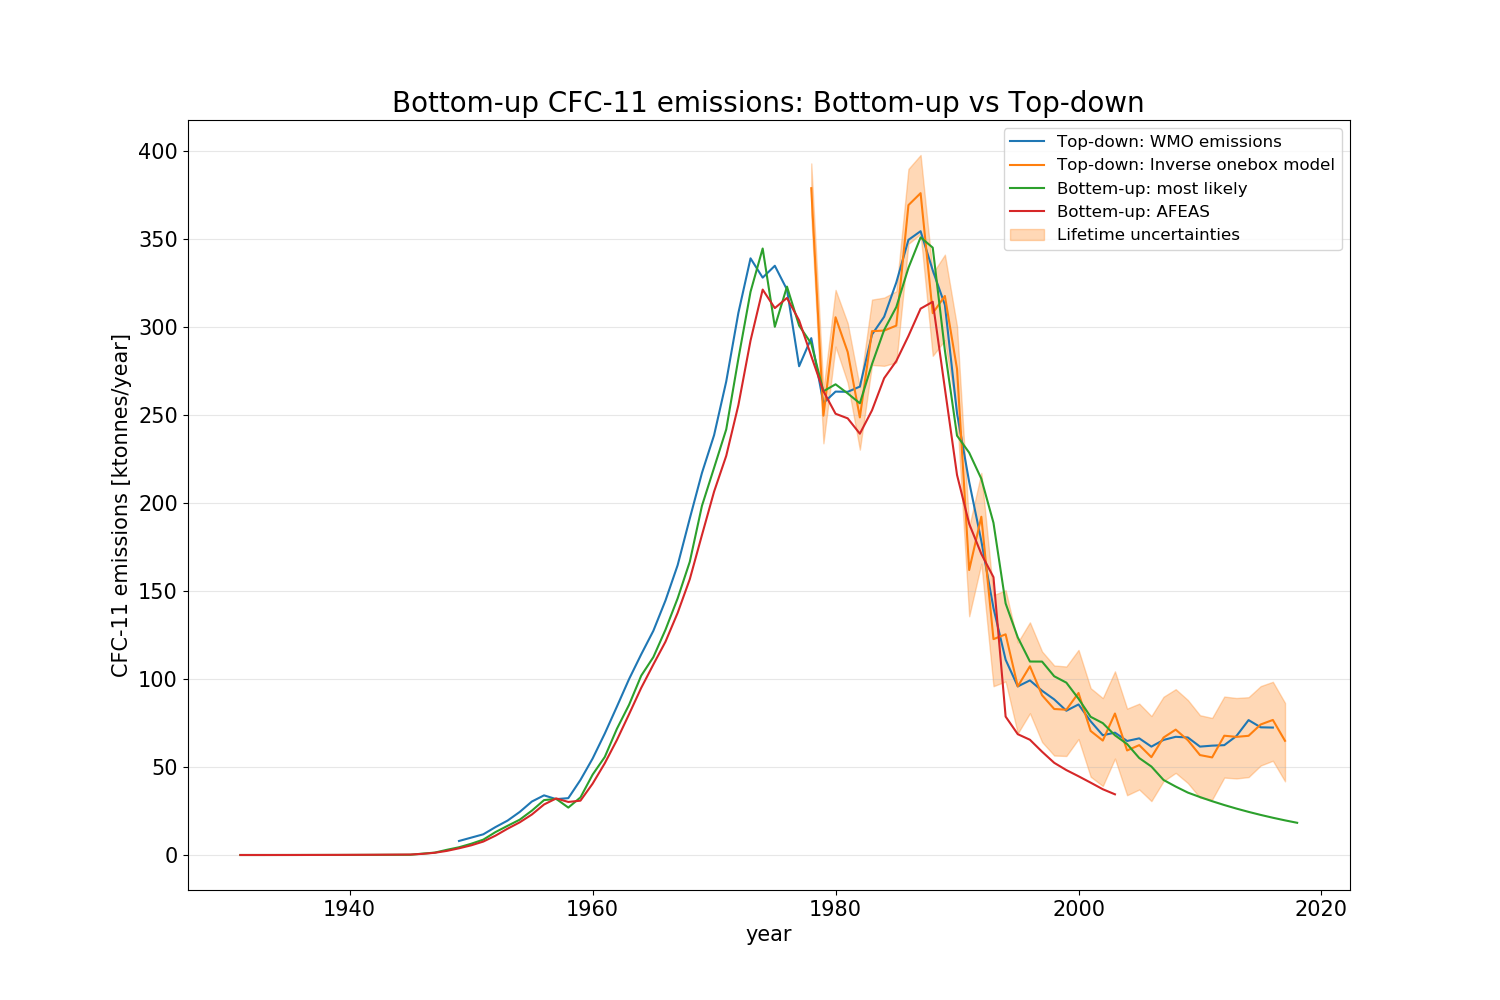 Bottom-up CFC-11 emissions: Bottom-up vs Top-down
Top-down: WMO emissions
Top-down: Inverse onebox model
Bottem-up: most likely
Bottem-up: AFEAS
Lifetime uncertainties
CFC-11 emissions [ktonnes/year]
400
350
300
250
200
150
100
50
0
1940
1960
1980
2000
2020
year